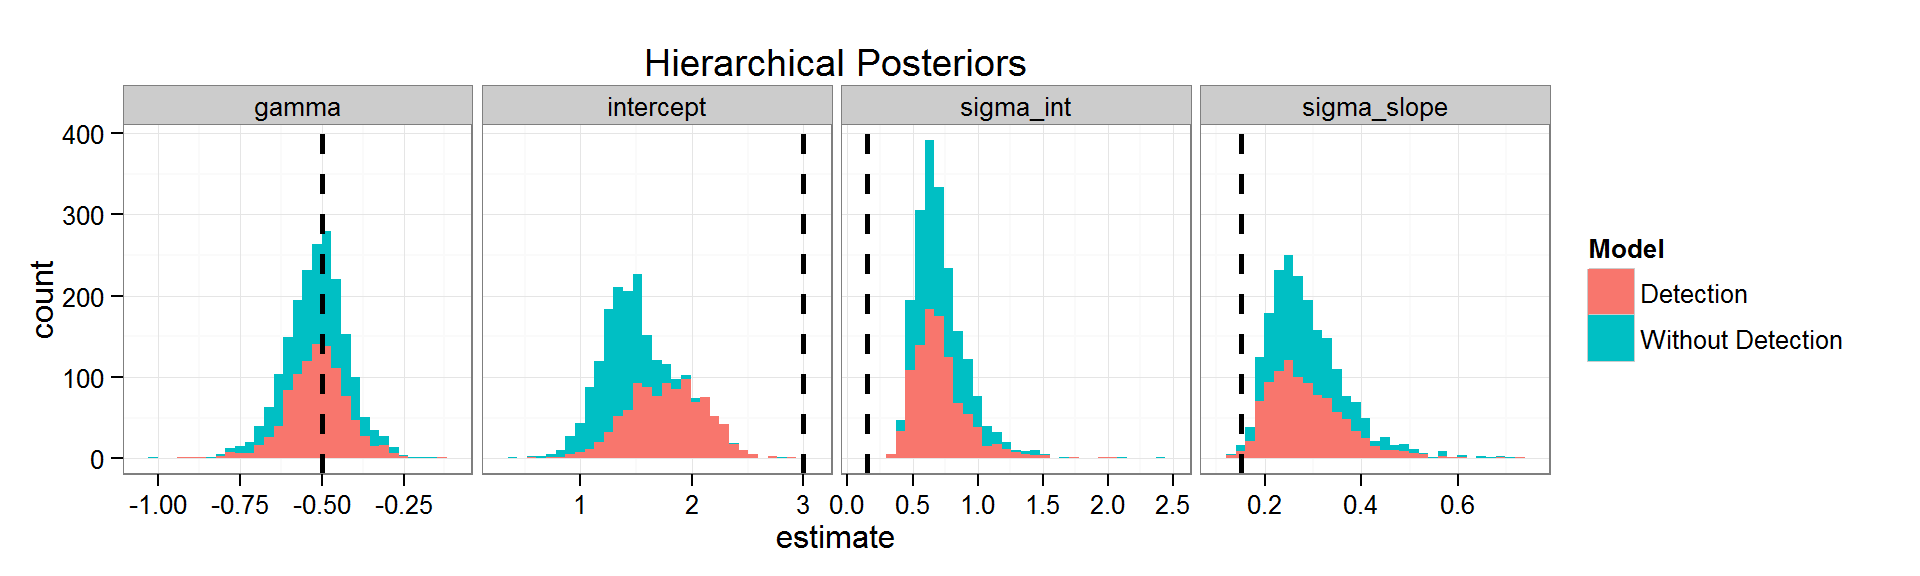 Hierarchical Posteriors
gamma intercept sigma_int sigma_slope
400
300
200
100
0
count
-1.00 -0.75 -0.50 -0.25 1 2 3 0.0 0.5 1.0 1.5 2.0 2.5 0.2 0.4 0.6
estimate
Model
Detection
Without Detection